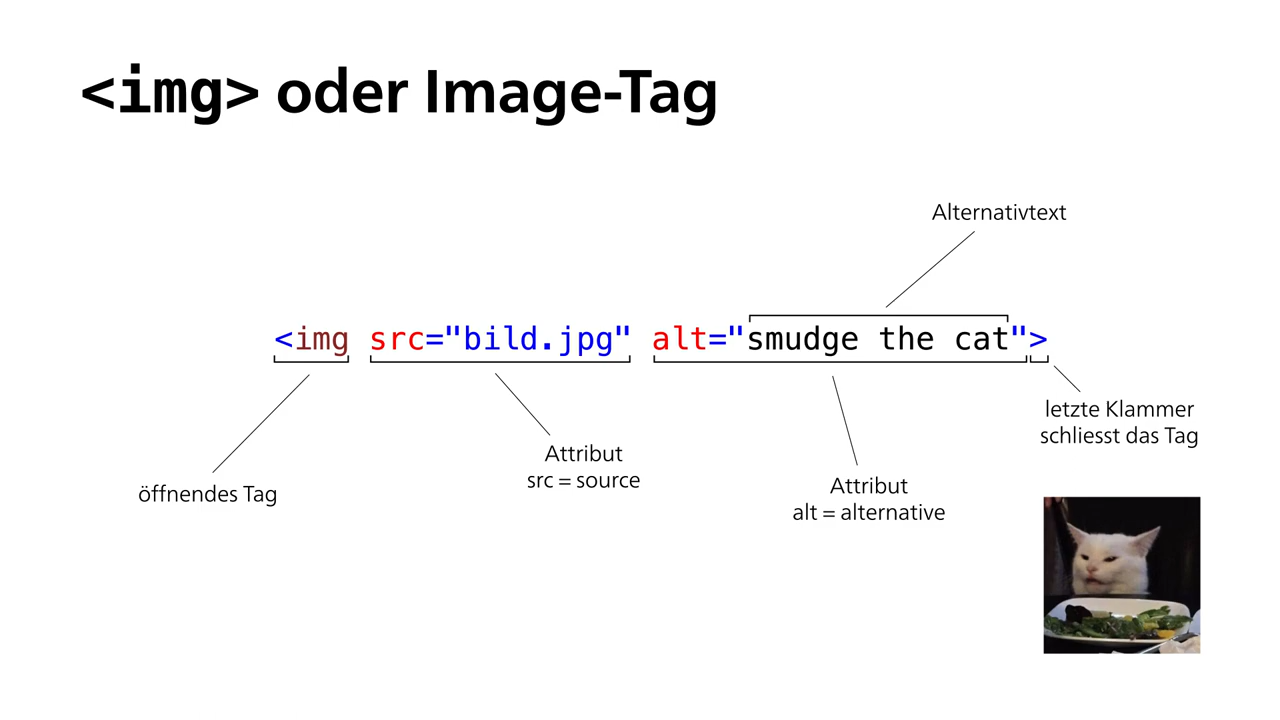 <img> oder Image-Tag
Alternativtext
<img src="bild.jpg" alt="smudge the cat">
letzte Klammer
schliesst das Tag
Attribut
src = source
öffnendes Tag
Attribut
alt = alternative